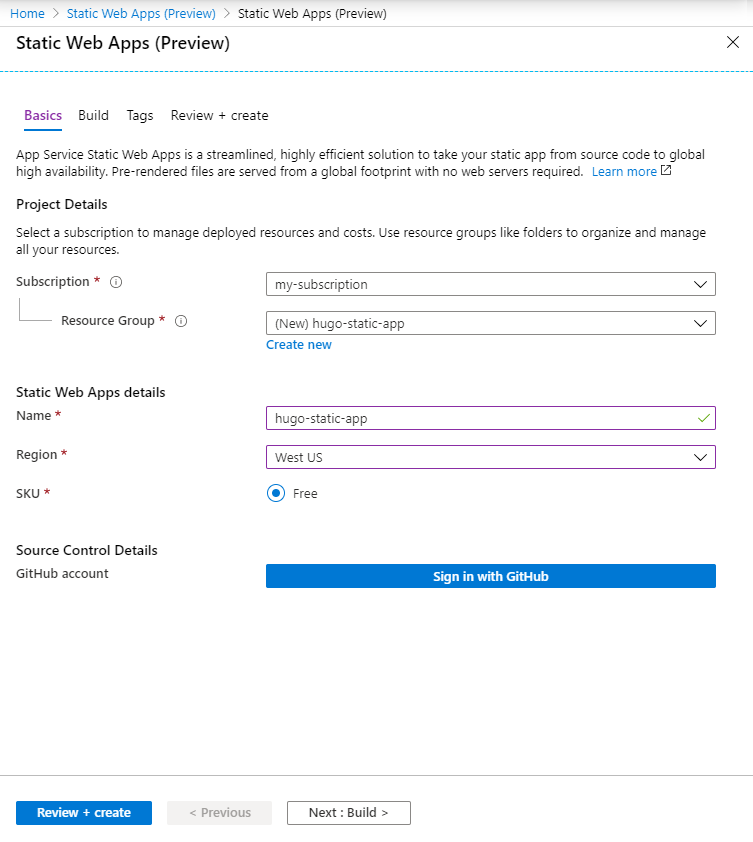 Home > Static Web Apps (Preview) > Static Web Apps (Preview)
Static Web Apps (Preview)
Basics Build Tags Review + create
App Service Static Web Apps is a streamlined, highly efficient solution to take your static app from source code to global
high availability. Pre-rendered files are served from a global footprint with no web servers required. Learn more
Project Details
Select a subscription to manage deployed resources and costs. Use resource groups like folders to organize and manage
all your resources.
Subscription * my-subscription
Resource Group * (New) hugo-static-app
Create new
Static Web Apps details
Name * hugo-static-app
Region * West US
SKU * Free
Source Control Details
GitHub account Sign in with GitHub
Review + create < Previous Next : Build >